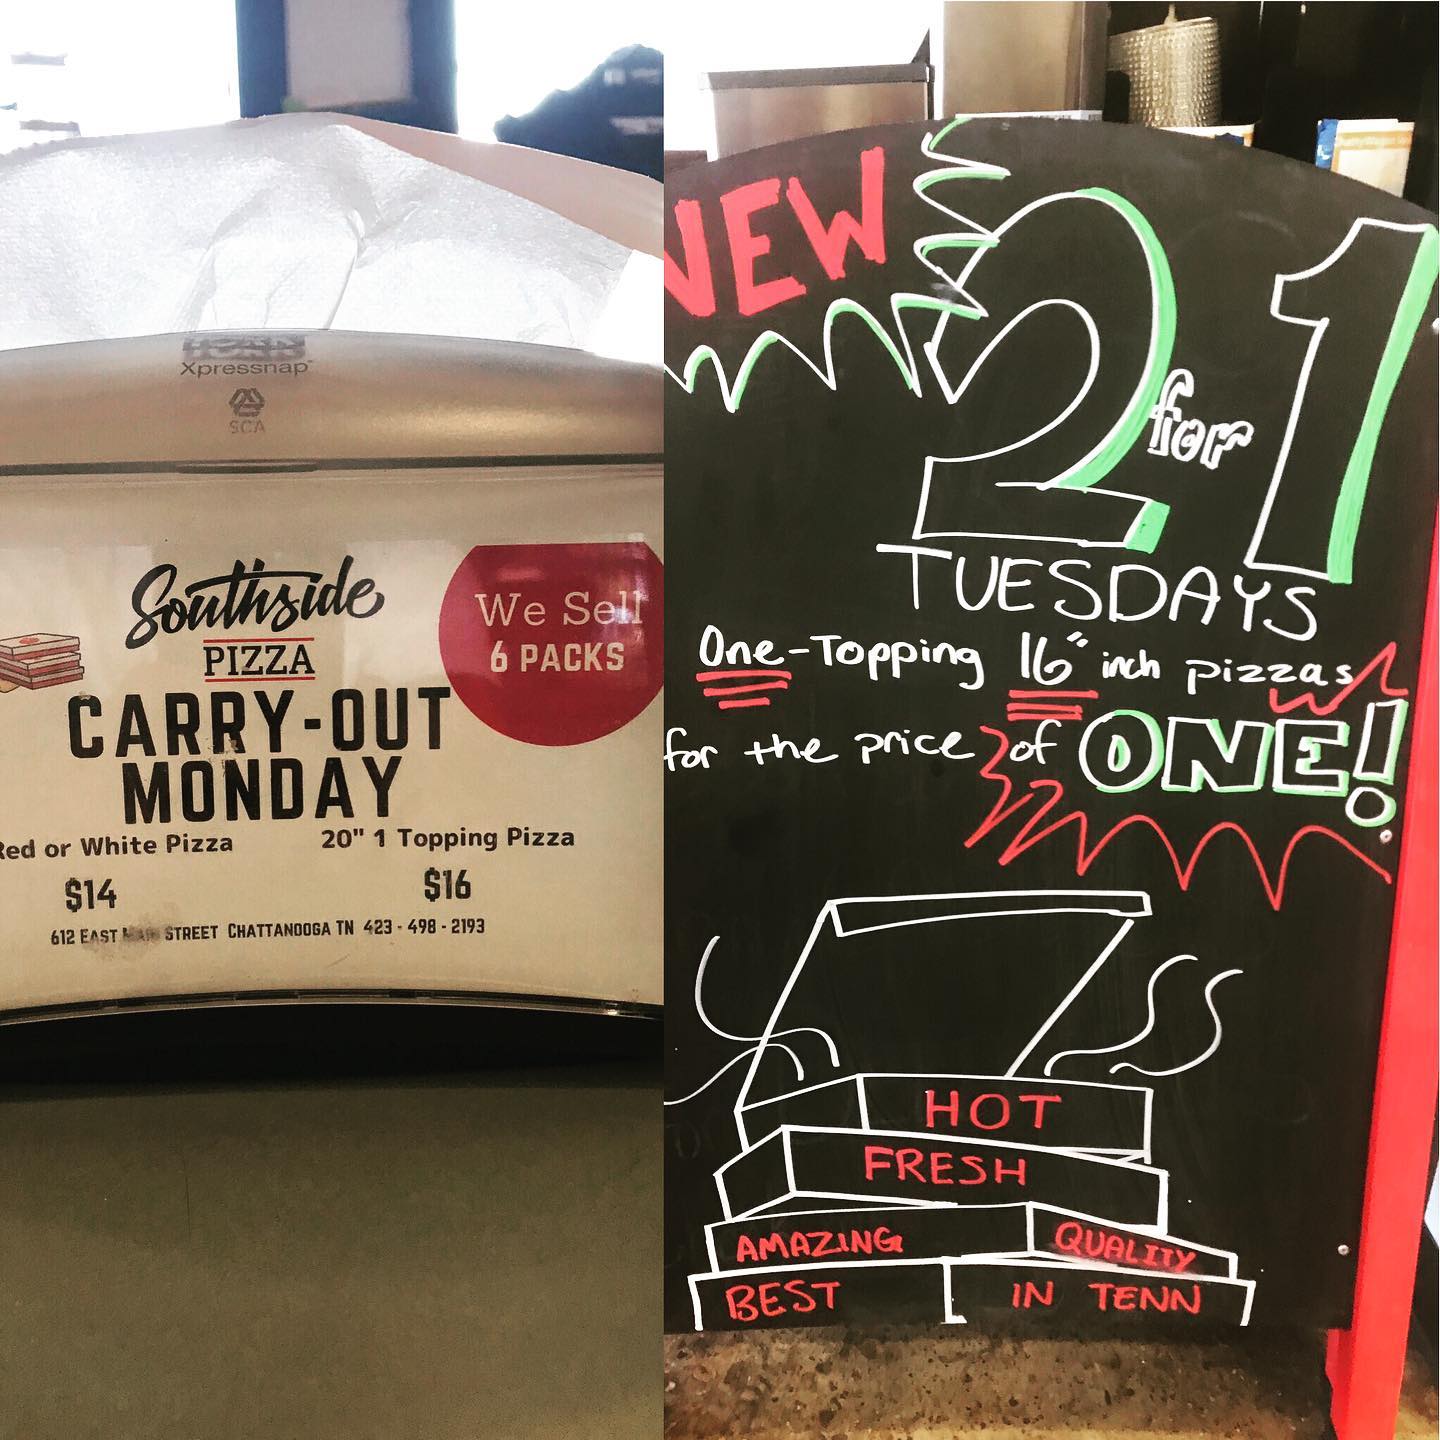 Xpressnap
SCA
Southside
PIZZA
We Sell
6 PACKS
CARRY-OUT
MONDAY
Red or White Pizza
$14
20" 1 Topping Pizza
$16
612 EAST MAIN STREET CHATTANOOGA TN 423 - 498 - 2193
NEW
2 for 1
TUESDAYS
One-Topping 16" inch pizzas
for the price of ONE!
HOT
FRESH
AMAZING QUALITY
BEST IN TENN